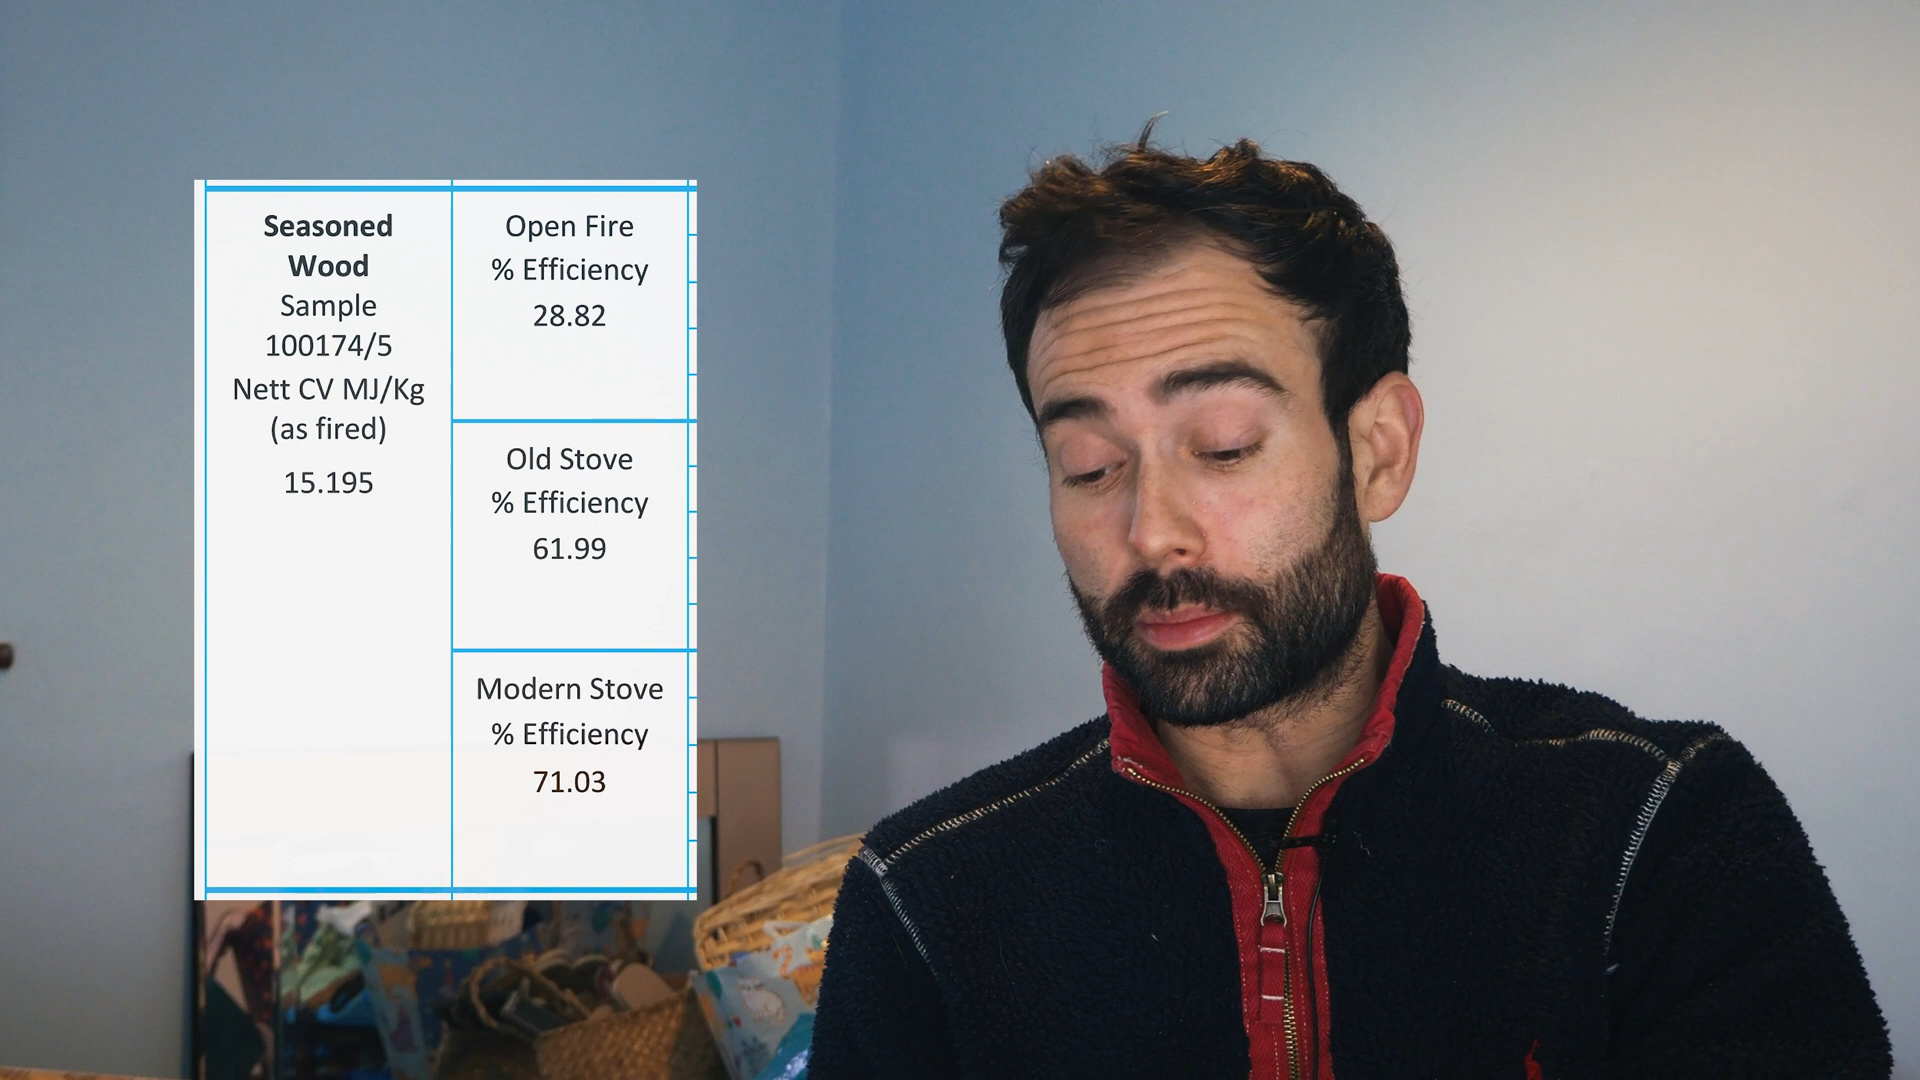 Seasoned
Wood
Sample
100174/5
Nett CV MJ/Kg
(as fired)
15.195
Open Fire
% Efficiency
28.82
Old Stove
% Efficiency
61.99
Modern Stove
% Efficiency
71.03